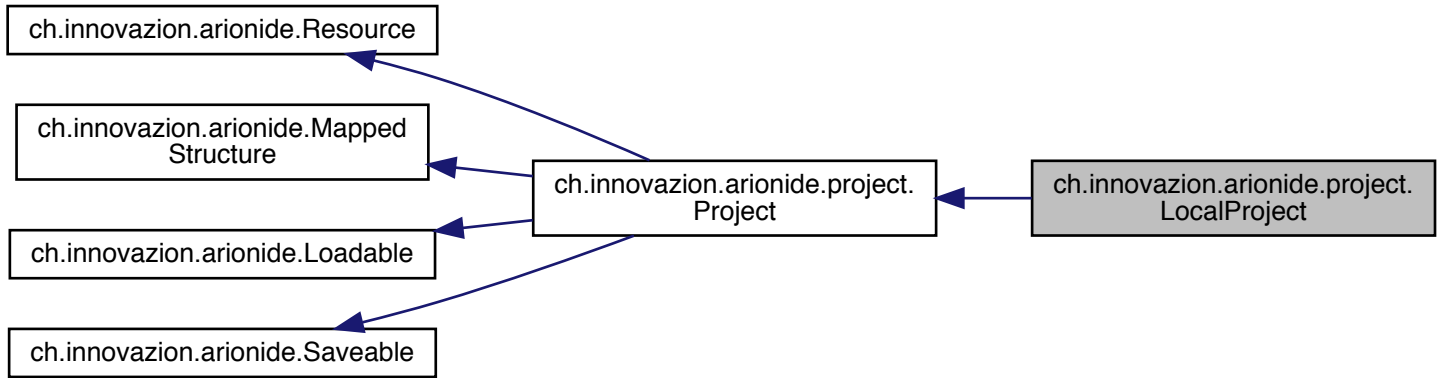 ch.innovazion.arionide.Resource
ch.innovazion.arionide.Mapped
Structure
ch.innovazion.arionide.Loadable
ch.innovazion.arionide.Saveable
ch.innovazion.arionide.project.
Project
ch.innovazion.arionide.project.
LocalProject